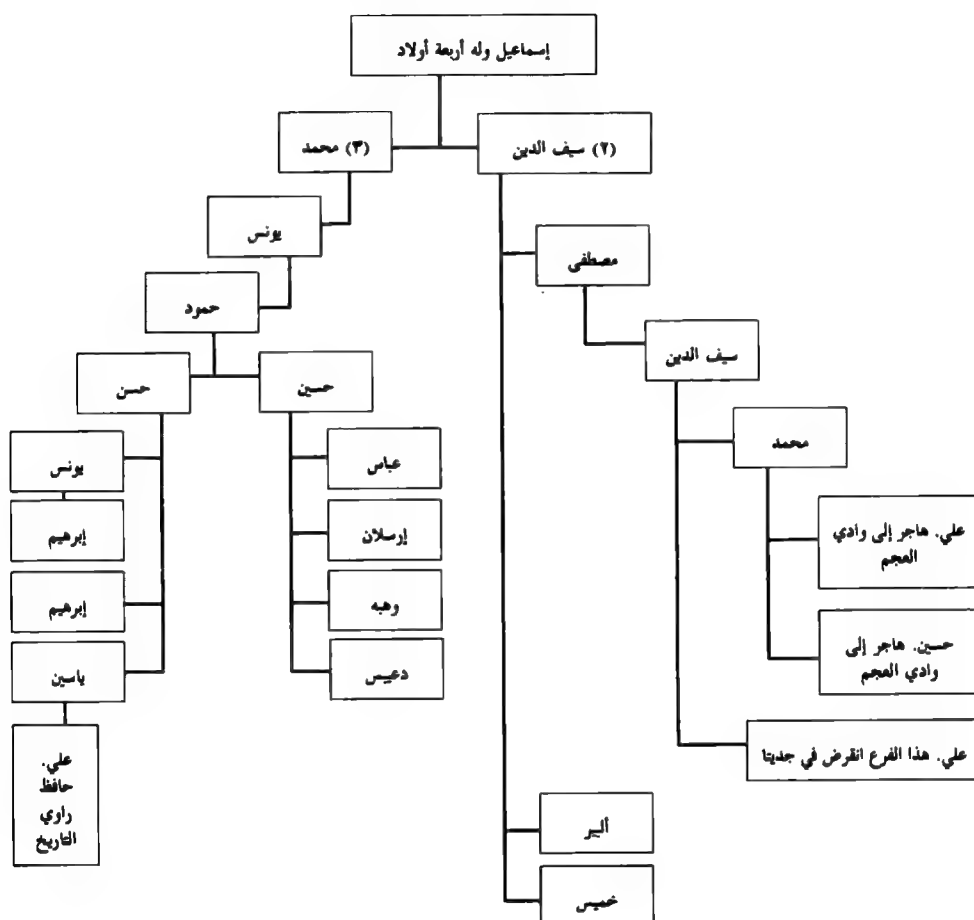 إسماعيل وله أربعة أولاد
(٢) سيف الدين
(٣) محمد
يونس
مصطفى
حمود
سيف الدين
حسين
حسن
محمد
عباس
يونس
علي. هاجر إلى وادي
العجم
إرسلان
إبرهيم
وهبه
إبرهيم
حسين. هاجر إلى
وادي العجم
دعيس
ياسين
علي. هذا الفرع انقرض في جديتا
علي.
حافظ
راوي
التاريخ
ألبير
خميس